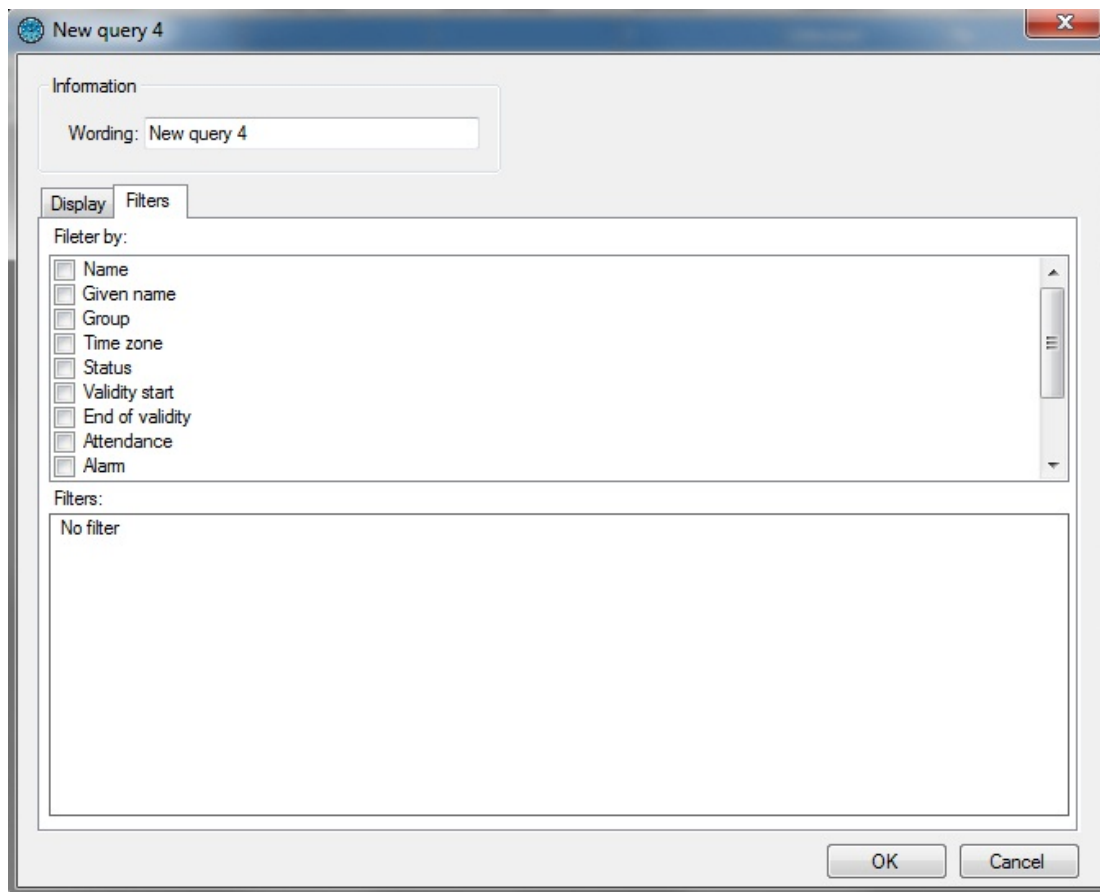 New query 4
Information
Wording: New query 4
Display Filters
Fileter by:
Name
Given name
Group
Time zone
Status
Validity start
End of validity
Attendance
Alarm
Filters:
No filter
OK Cancel